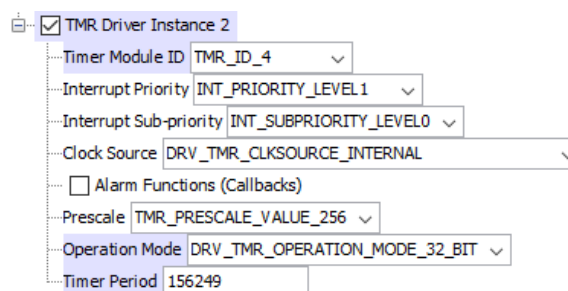 TMR Driver Instance 2
Timer Module ID TMR_ID_4
Interrupt Priority INT_PRIORITY_LEVEL1
Interrupt Sub-priority INT_SUBPRIORITY_LEVEL0
Clock Source DRV_TMR_CLKSOURCE_INTERNAL
Alarm Functions (Callbacks)
Prescale TMR_PRESCALE_VALUE_256
Operation Mode DRV_TMR_OPERATION_MODE_32_BIT
Timer Period 156249